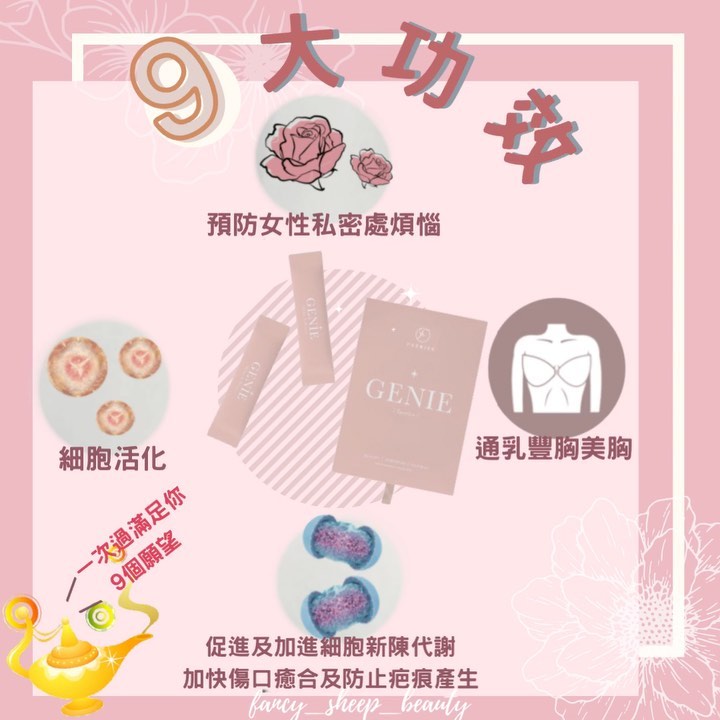 9大功效
預防女性私密處煩惱
GENIE
GENIE
GENIE
細胞活化
通乳豐胸美胸
一次過滿足你
9個願望
促進及加進細胞新陳代謝
加快傷口癒合及防止疤痕產生
fancy_sheep_beauty